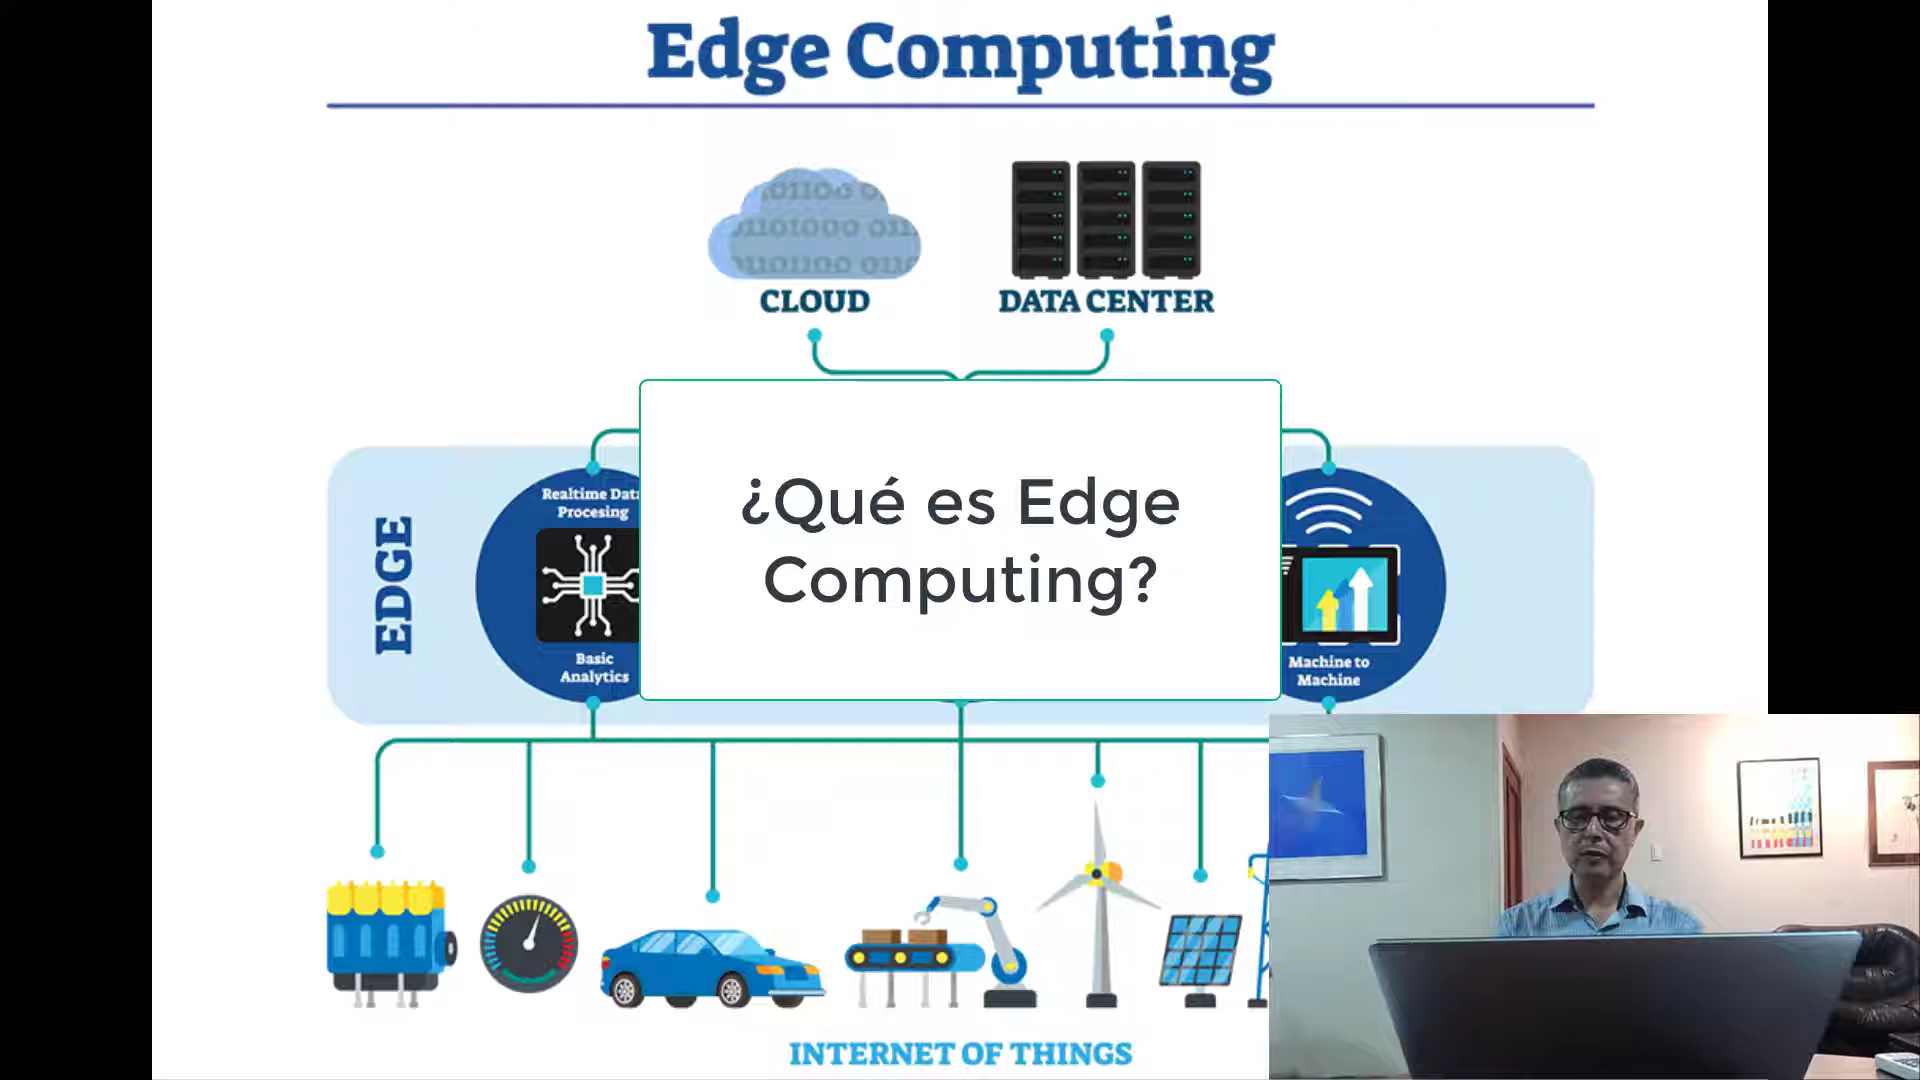 Edge Computing
CLOUD
DATA CENTER
EDGE
Realtime Data
Procesing
Basic
Analytics
¿Qué es Edge
Computing?
Machine to
Machine
INTERNET OF THINGS